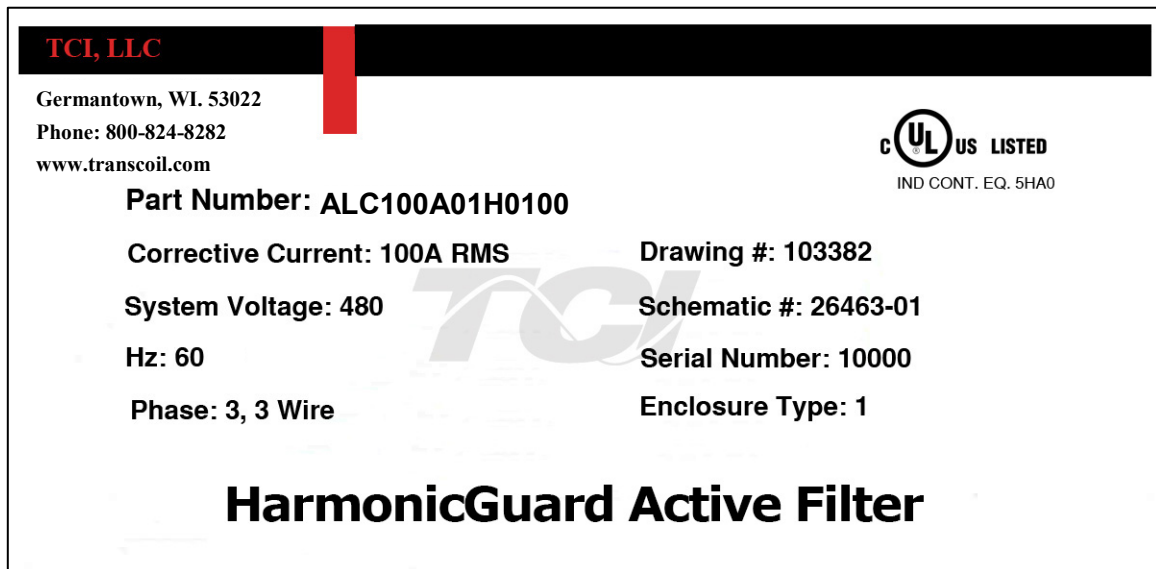 TCI, LLC
Germantown, WI. 53022
Phone: 800-824-8282
www.transcoil.com
C UL ® US LISTED
IND CONT. EQ. 5HA0
Part Number: ALC100A01H0100
Corrective Current: 100A RMS
Drawing #: 103382
TCI
System Voltage: 480
Schematic #: 26463-01
Hz: 60
Serial Number: 10000
Phase: 3, 3 Wire
Enclosure Type: 1
HarmonicGuard Active Filter